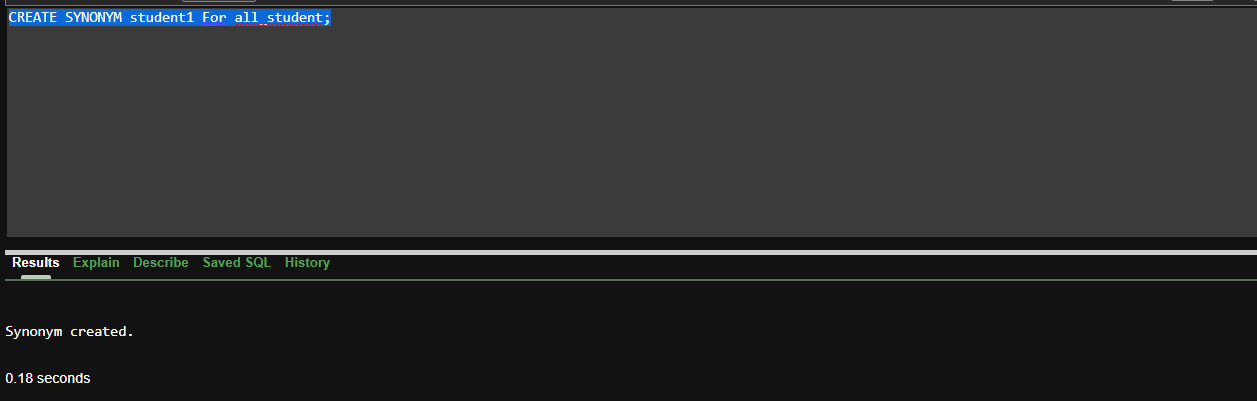 CREATE SYNONYM student1 For all_student;
Results Explain Describe Saved SQL History
Synonym created.
0.18 seconds